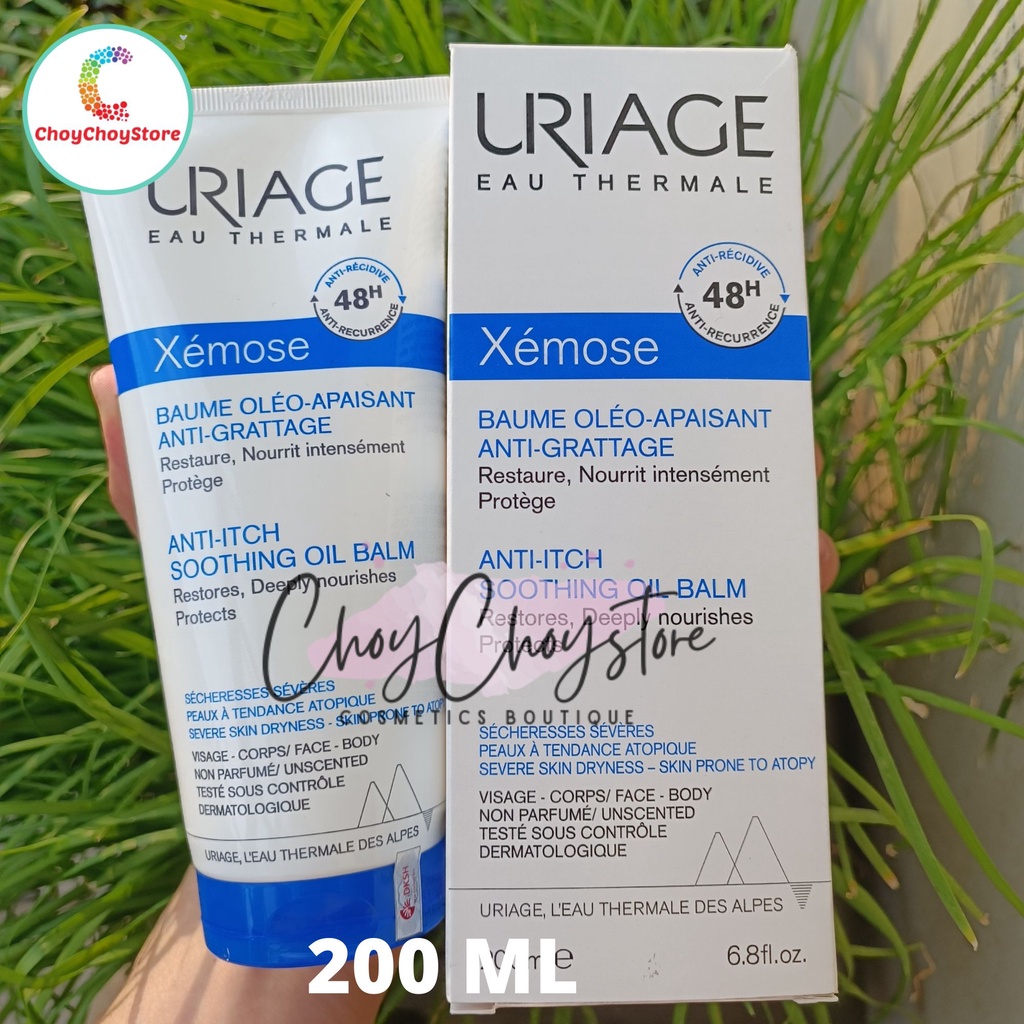 ChoyChoyStore
URIAGE
EAU THERMALE
ANTI-RÉCIDIVE
48H
ANTI-RECURRENCE
Xémose
BAUME OLÉO-APAISANT
ANTI-GRATTAGE
Restaure, Nourrit intensément
Protège
ANTI-ITCH
SOOTHING OIL BALM
Restores, Deeply nourishes
Protects
SÉCHERESSES SÉVÈRES
PEAUX À TENDANCE ATOPIQUE
SEVERE SKIN DRYNESS - SKIN PRONE TO ATOP
VISAGE - CORPS/ FACE - BODY
NON PARFUMÉ/ UNSCENTED
TESTÉ SOUS CONTRÔLE
DERMATOLOGIQUE
URIAGE, L'EAU THERMALE DES ALPES
DKSH
URIAGE
EAU THERMALE
ANTI-RÉCIDIVE
48H
ANTI-RECURRENCE
Xémose
BAUME OLÉO-APAISANT
ANTI-GRATTAGE
Restaure, Nourrit intensément
Protège
ANTI-ITCH
SOOTHING OIL BALM
Restores, Deeply nourishes
Protects
SÉCHERESSES SÉVÈRES
PEAUX À TENDANCE ATOPIQUE
SEVERE SKIN DRYNESS – SKIN PRONE TO ATOPY
VISAGE - CORPS/ FACE - BODY
NON PARFUMÉ/ UNSCENTED
TESTÉ SOUS CONTRÔLE
DERMATOLOGIQUE
URIAGE, L'EAU THERMALE DES ALPES
200ml e 6.8fl.oz.
ChoyChoystore
COSMETICS BOUTIQUE
200 ML